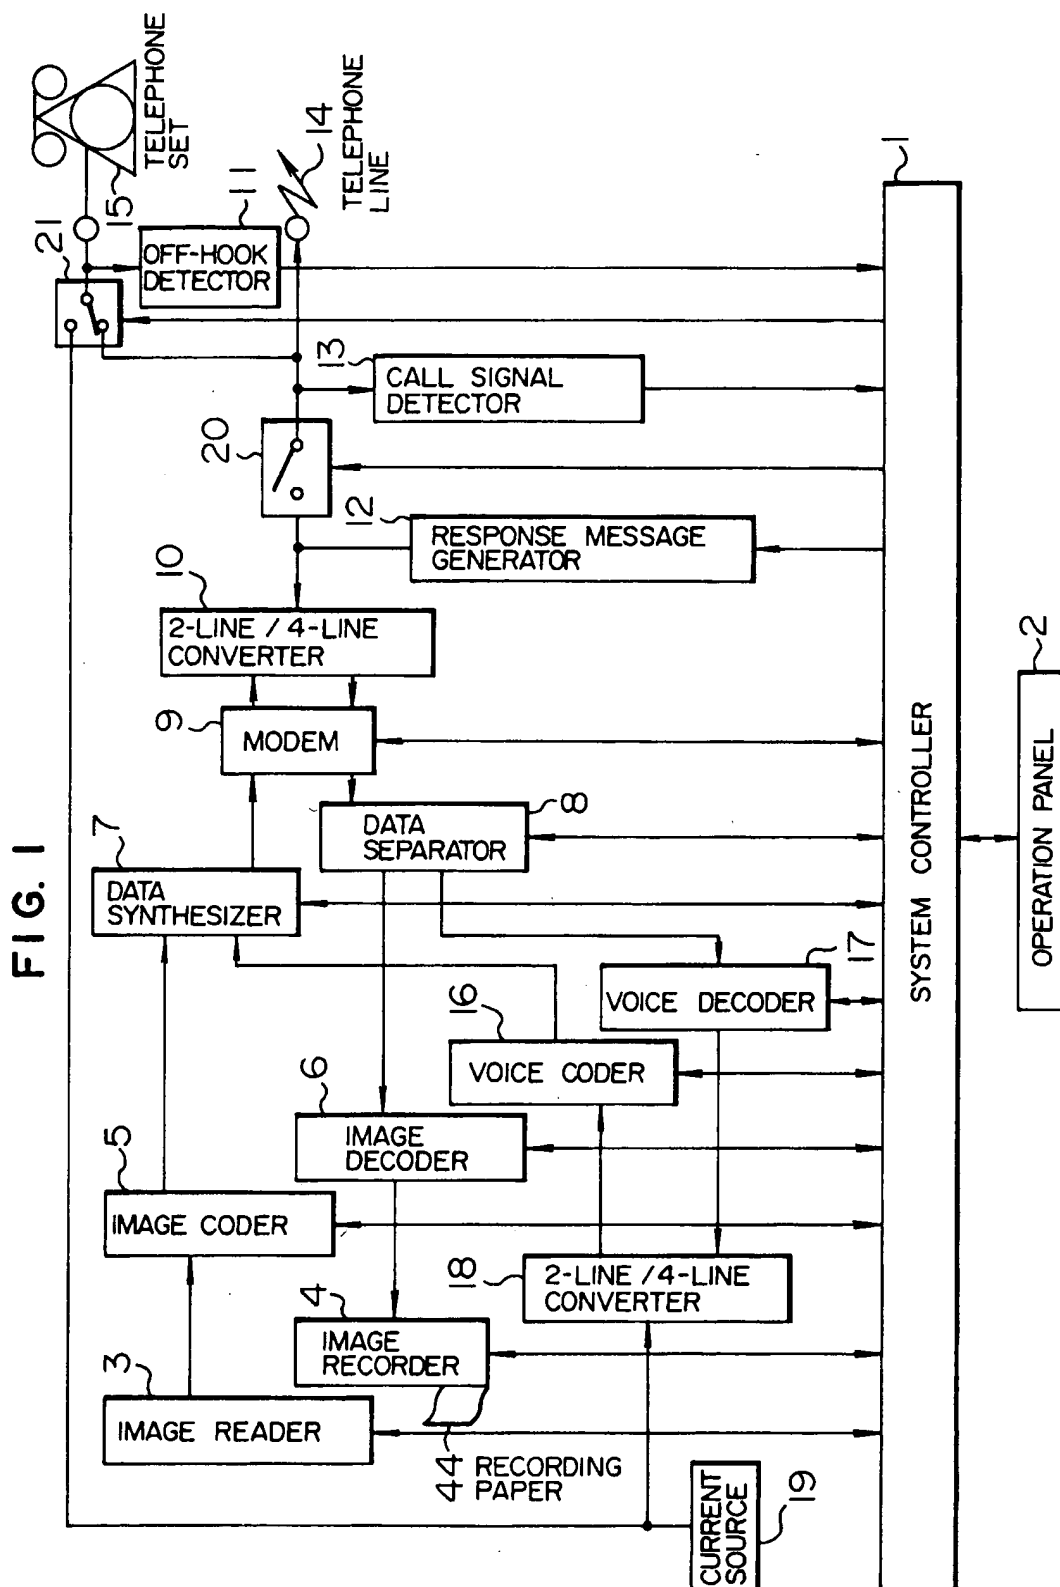 FIG. 1
21
15
TELEPHONE
SET
11
OFF-HOOK
DETECTOR
14
TELEPHONE
LINE
13
CALL SIGNAL
DETECTOR
20
12
RESPONSE MESSAGE
GENERATOR
10
2-LINE / 4-LINE
CONVERTER
9
MODEM
8
DATA
SEPARATOR
7
DATA
SYNTHESIZER
17
VOICE DECODER
16
VOICE CODER
6
IMAGE
DECODER
5
IMAGE CODER
18
2-LINE / 4-LINE
CONVERTER
4
IMAGE
RECORDER
3
IMAGE READER
44 RECORDING
PAPER
19
CURRENT
SOURCE
1
SYSTEM CONTROLLER
2
OPERATION PANEL